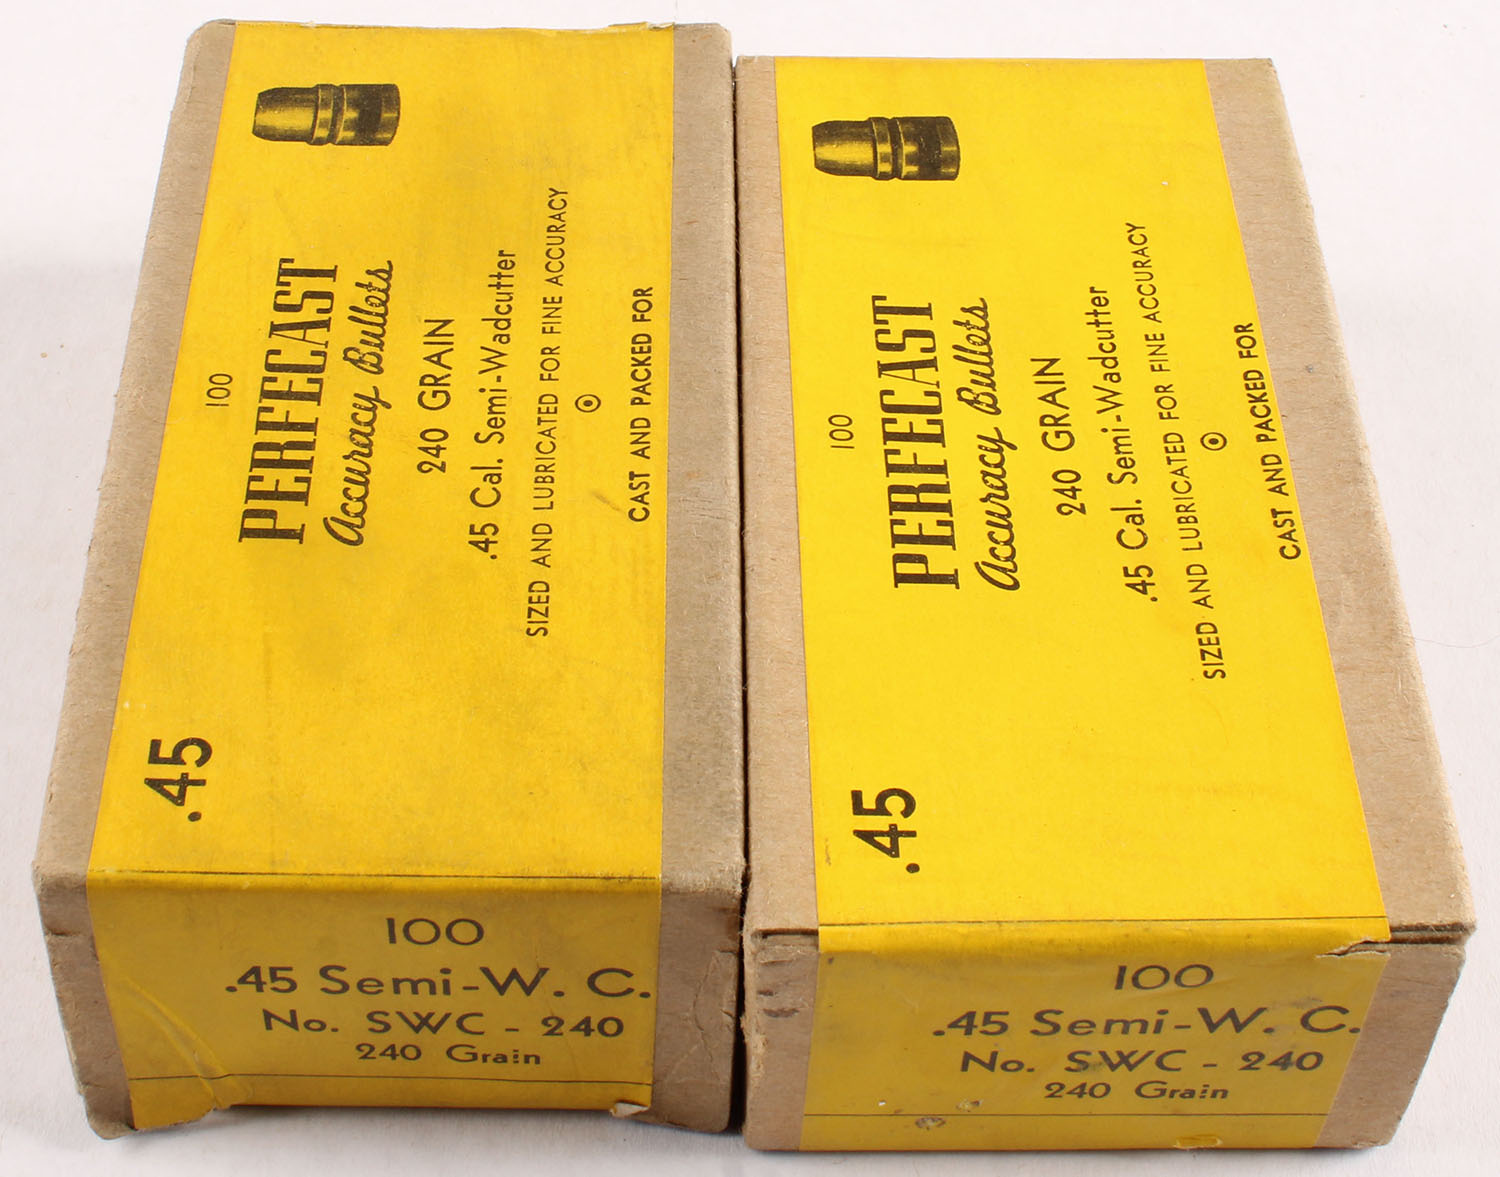 100
PERFECAST
Accuracy Bullets
240 GRAIN
.45 Cal. Semi-Wadcutter
SIZED AND LUBRICATED FOR FINE ACCURACY
CAST AND PACKED FOR
.45
100
.45 Semi-W. C.
No. SWC - 240
240 Grain
100
PERFECAST
Accuracy Bullets
240 GRAIN
.45 Cal. Semi-Wadcutter
SIZED AND LUBRICATED FOR FINE ACCURACY
CAST AND PACKED FOR
.45
100
.45 Semi-W. C.
No. SWC - 240
240 Grain